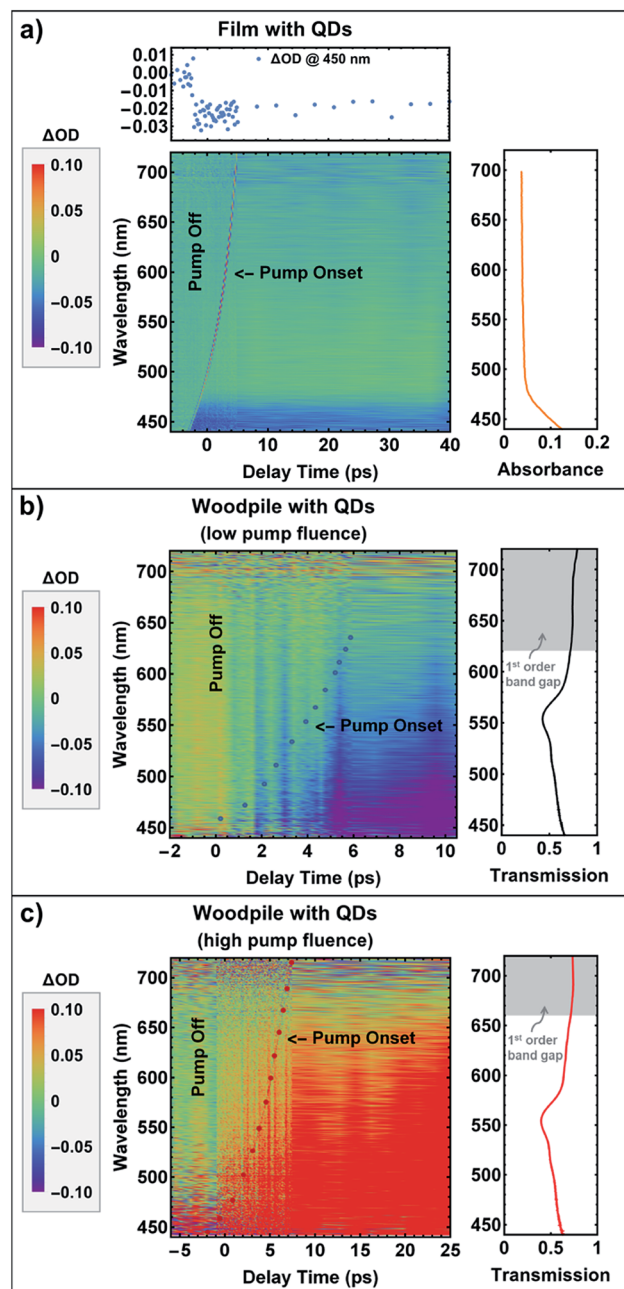 a)
Film with QDs
0.01
0.00
−0.01
−0.02
−0.03
ΔOD @ 450 nm
ΔOD
0.10
0.05
0
−0.05
−0.10
Wavelength (nm)
700
650
600
550
500
450
Pump Off
<- Pump Onset
0 10 20 30 40
Delay Time (ps)
700
650
600
550
500
450
0 0.1 0.2
Absorbance
b)
Woodpile with QDs
(low pump fluence)
ΔOD
0.10
0.05
0
−0.05
−0.10
Wavelength (nm)
700
650
600
550
500
450
Pump Off
<- Pump Onset
−2 0 2 4 6 8 10
Delay Time (ps)
700
650
600
550
500
450
1st order
band gap
0 0.5 1
Transmission
c)
Woodpile with QDs
(high pump fluence)
ΔOD
0.10
0.05
0
−0.05
−0.10
Wavelength (nm)
700
650
600
550
500
450
Pump Off
<- Pump Onset
−5 0 5 10 15 20 25
Delay Time (ps)
700
650
600
550
500
450
1st order
band gap
0 0.5 1
Transmission